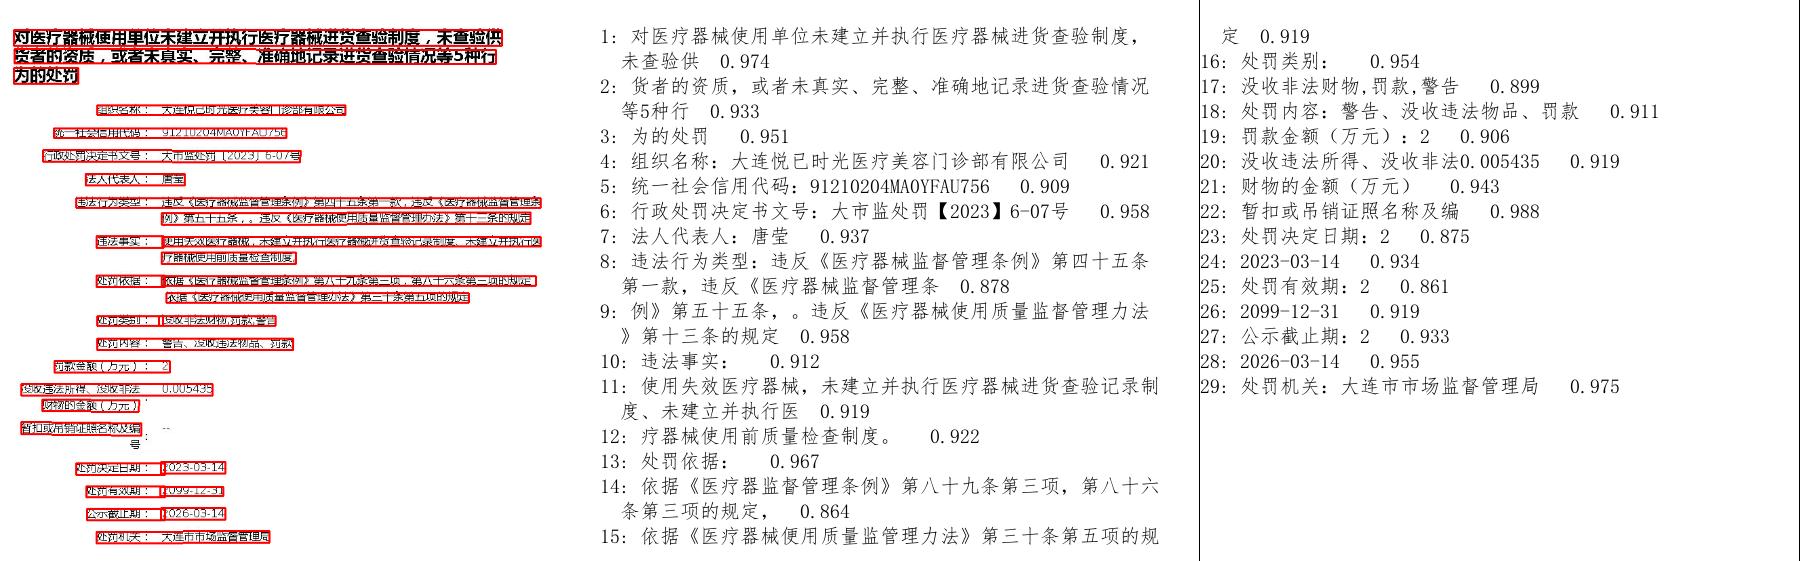 对医疗器械使用单位未建立并执行医疗器械进货查验制度，未查验供
货者的资质，或者未真实、完整、准确地记录进货查验情况等5种行
为的处罚
组织名称： 大连悦己时光医疗美容门诊部有限公司
统一社会信用代码： 91210204MA0YFAU756
行政处罚决定书文号： 大市监处罚【2023】6-07号
法人代表人： 唐莹
违法行为类型： 违反《医疗器械监督管理条例》第四十五条第一款，违反《医疗器械监督管理条
例》第五十五条，。违反《医疗器械使用质量监督管理办法》第十三条的规定
违法事实： 使用失效医疗器械，未建立并执行医疗器械进货查验记录制度、未建立并执行医
疗器械使用前质量检查制度。
处罚依据： 依据《医疗器械监督管理条例》第八十九条第三项，第八十六条第三项的规定，
依据《医疗器械使用质量监督管理办法》第三十条第五项的规定
处罚类别： 没收非法财物,罚款,警告
处罚内容： 警告、没收违法物品、罚款
罚款金额（万元）： 2
没收违法所得、没收非法 0.005435
财物的金额（万元） ：
暂扣或吊销证照名称及编 --
号 ：
处罚决定日期： 2023-03-14
处罚有效期： 2099-12-31
公示截止期： 2026-03-14
处罚机关： 大连市市场监督管理局
1: 对医疗器械使用单位未建立并执行医疗器械进货查验制度，
未查验供 0.974
2: 货者的资质，或者未真实、完整、准确地记录进货查验情况
等5种行 0.933
3: 为的处罚 0.951
4: 组织名称：大连悦己时光医疗美容门诊部有限公司 0.921
5: 统一社会信用代码：91210204MA0YFAU756 0.909
6: 行政处罚决定书文号：大市监处罚【2023】6-07号 0.958
7: 法人代表人：唐莹 0.937
8: 违法行为类型：违反《医疗器械监督管理条例》第四十五条
第一款，违反《医疗器械监督管理条 0.878
9: 例》第五十五条，。违反《医疗器械使用质量监督管理力法
》第十三条的规定 0.958
10: 违法事实： 0.912
11: 使用失效医疗器械，未建立并执行医疗器械进货查验记录制
度、未建立并执行医 0.919
12: 疗器械使用前质量检查制度。 0.922
13: 处罚依据： 0.967
14: 依据《医疗器监督管理条例》第八十九条第三项，第八十六
条第三项的规定， 0.864
15: 依据《医疗器械使用质量监管理力法》第三十条第五项的规
定 0.919
16: 处罚类别： 0.954
17: 没收非法财物,罚款,警告 0.899
18: 处罚内容：警告、没收违法物品、罚款 0.911
19: 罚款金额（万元）：2 0.906
20: 没收违法所得、没收非法0.005435 0.919
21: 财物的金额（万元） 0.943
22: 暂扣或吊销证照名称及编 0.988
23: 处罚决定日期：2 0.875
24: 2023-03-14 0.934
25: 处罚有效期：2 0.861
26: 2099-12-31 0.919
27: 公示截止期：2 0.933
28: 2026-03-14 0.955
29: 处罚机关：大连市市场监督管理局 0.975